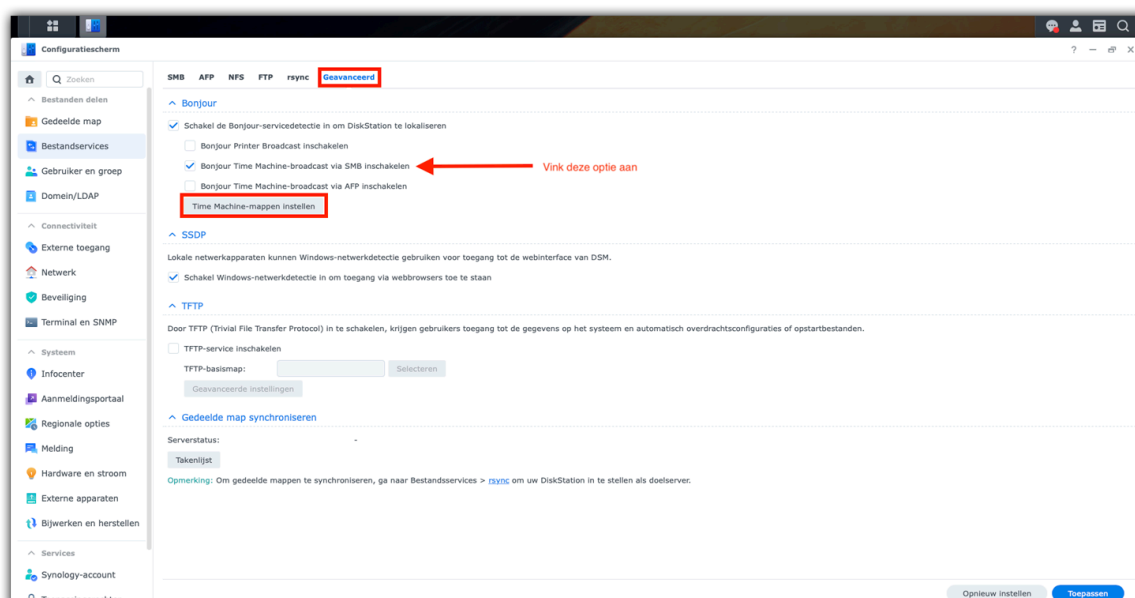 Configuratiescherm
Zoeken
SMB AFP NFS FTP rsync Geavanceerd
Bestanden delen
Gedeelde map
Bestandservices
Gebruiker en groep
Domein/LDAP
Connectiviteit
Externe toegang
Netwerk
Beveiliging
Terminal en SNMP
Systeem
Infocenter
Aanmeldingsportaal
Regionale opties
Melding
Hardware en stroom
Externe apparaten
Bijwerken en herstellen
Services
Synology-account
Bonjour
Schakel de Bonjour-servicedetectie in om DiskStation te lokaliseren
Bonjour Printer Broadcast inschakelen
Bonjour Time Machine-broadcast via SMB inschakelen
Vink deze optie aan
Bonjour Time Machine-broadcast via AFP inschakelen
Time Machine-mappen instellen
SSDP
Lokale netwerkapparaten kunnen Windows-netwerkdetectie gebruiken voor toegang tot de webinterface van DSM.
Schakel Windows-netwerkdetectie in om toegang via webbrowsers toe te staan
TFTP
Door TFTP (Trivial File Transfer Protocol) in te schakelen, krijgen gebruikers toegang tot de gegevens op het systeem en automatisch overdrachtsconfiguraties of opstartbestanden.
TFTP-service inschakelen
TFTP-basismap:
Selecteren
Geavanceerde instellingen
Gedeelde map synchroniseren
Serverstatus: -
Takenlijst
Opmerking: Om gedeelde mappen te synchroniseren, ga naar Bestandsservices > rsync om uw DiskStation in te stellen als doelserver.
Opnieuw instellen
Toepassen